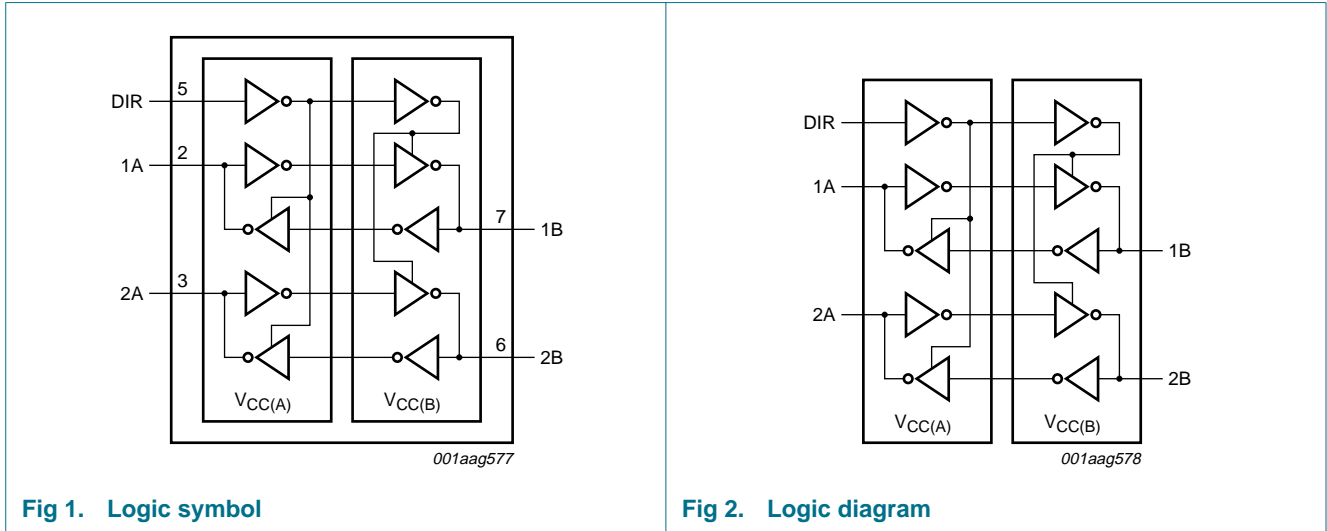 DIR
5
1A
2
7
1B
2A
3
6
2B
VCC(A)
VCC(B)
001aag577
Fig 1. Logic symbol
DIR
1A
1B
2A
2B
VCC(A)
VCC(B)
001aag578
Fig 2. Logic diagram